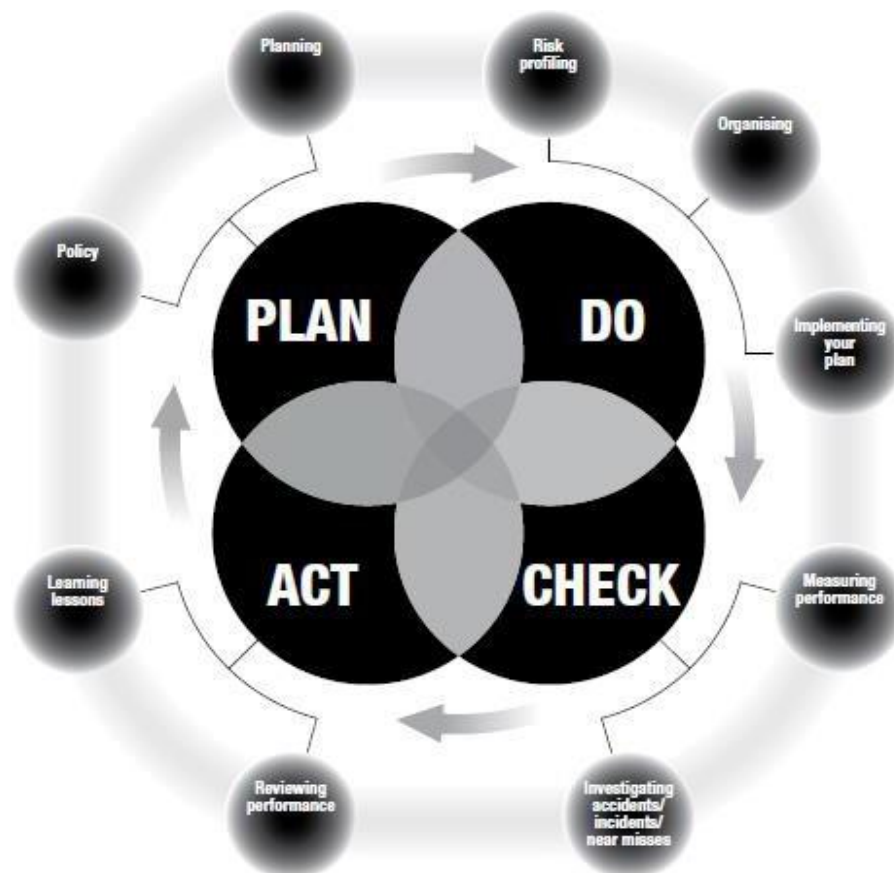 Planning
Risk
profiling
Organising
Policy
PLAN
DO
Implementing
your
plan
ACT
CHECK
Learning
lessons
Measuring
performance
Reviewing
performance
Investigating
accidents/
incidents/
near misses